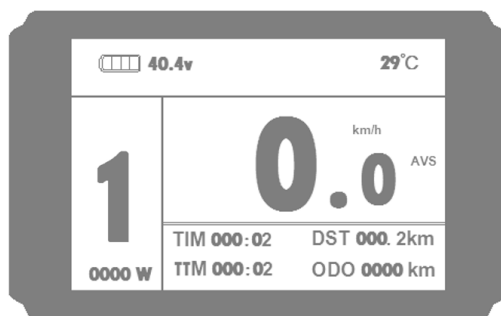 40.4v 29°C
km/h
1 0.0 AVS
TIM 000:02 DST 000. 2km
0000 W TTM 000:02 ODO 0000 km